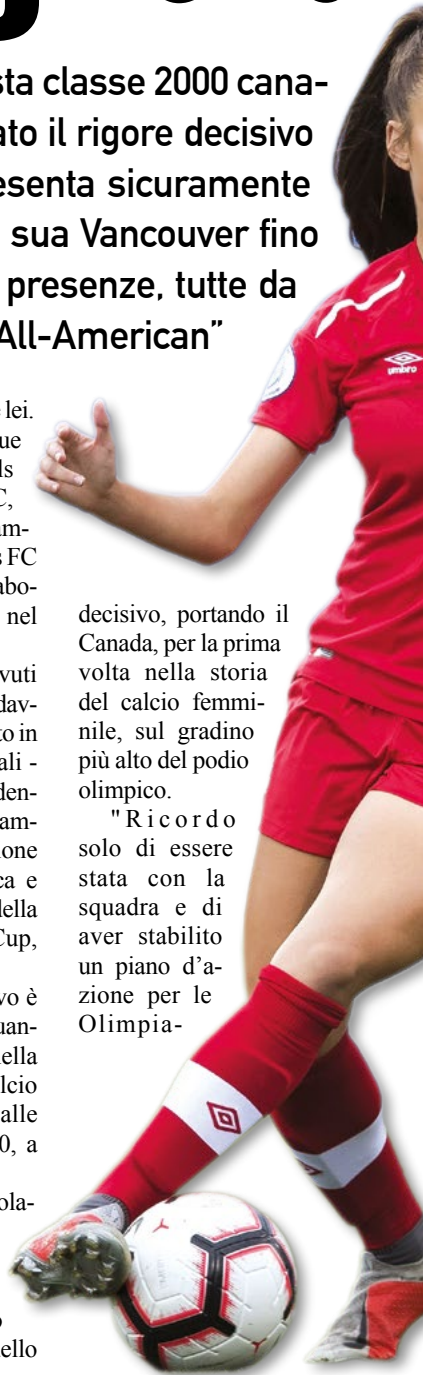 sta classe 2000 cana-
ato il rigore decisivo
esenta sicuramente
sua Vancouver fino
presenze, tutte da
All-American”
umbro
e lei.
ue
ls
C,
am-
s FC
abo-
nel
vuti
dav-
to in
ali -
den-
am-
ione
ca e
della
Cup,
vo è
uan-
nella
lcio
alle
0, a
ola-
o
ello
decisivo, portando il
Canada, per la prima
volta nella storia
del calcio femmi-
nile, sul gradino
più alto del podio
olimpico.
"Ricordo
solo di essere
stata con la
squadra e di
aver stabilito
un piano d’a-
zione per le
Olimpia-